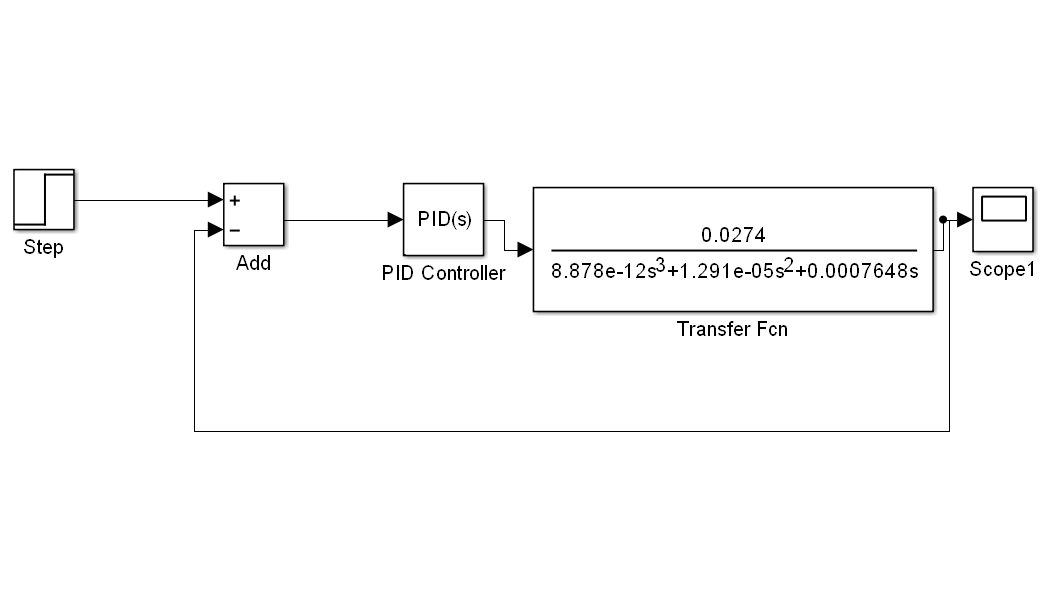 Step
+
−
Add
PID(s)
PID Controller
0.0274
8.878e-12s3+1.291e-05s2+0.0007648s
Transfer Fcn
Scope1